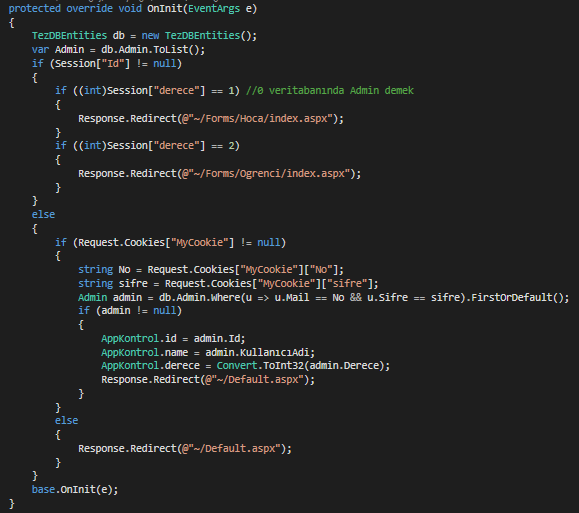 protected override void OnInit(EventArgs e)
{
TezDBEntities db = new TezDBEntities();
var Admin = db.Admin.ToList();
if (Session["Id"] != null)
{
if ((int)Session["derece"] == 1) //0 veritabanında Admin demek
{
Response.Redirect(@"~/Forms/Hoca/index.aspx");
}
if ((int)Session["derece"] == 2)
{
Response.Redirect(@"~/Forms/Ogrenci/index.aspx");
}
}
else
{
if (Request.Cookies["MyCookie"] != null)
{
string No = Request.Cookies["MyCookie"]["No"];
string sifre = Request.Cookies["MyCookie"]["sifre"];
Admin admin = db.Admin.Where(u => u.Mail == No && u.Sifre == sifre).FirstOrDefault();
if (admin != null)
{
AppKontrol.id = admin.Id;
AppKontrol.name = admin.KullanıcıAdi;
AppKontrol.derece = Convert.ToInt32(admin.Derece);
Response.Redirect(@"~/Default.aspx");
}
}
else
{
Response.Redirect(@"~/Default.aspx");
}
}
base.OnInit(e);
}